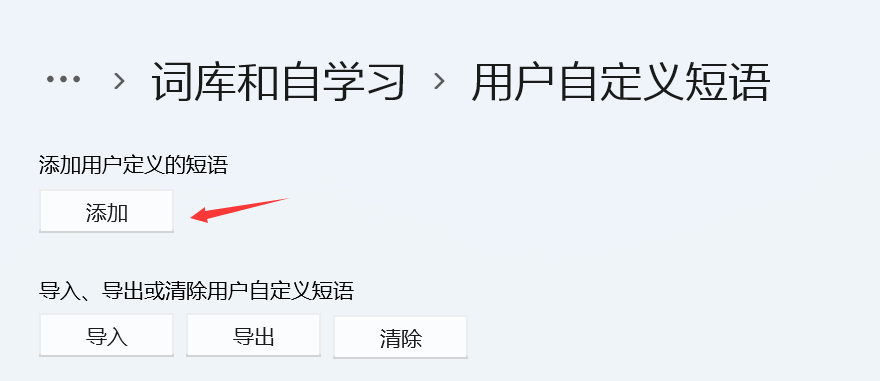 ··· > 词库和自学习 > 用户自定义短语
添加用户定义的短语
添加
导入、导出或清除用户自定义短语
导入 导出 清除